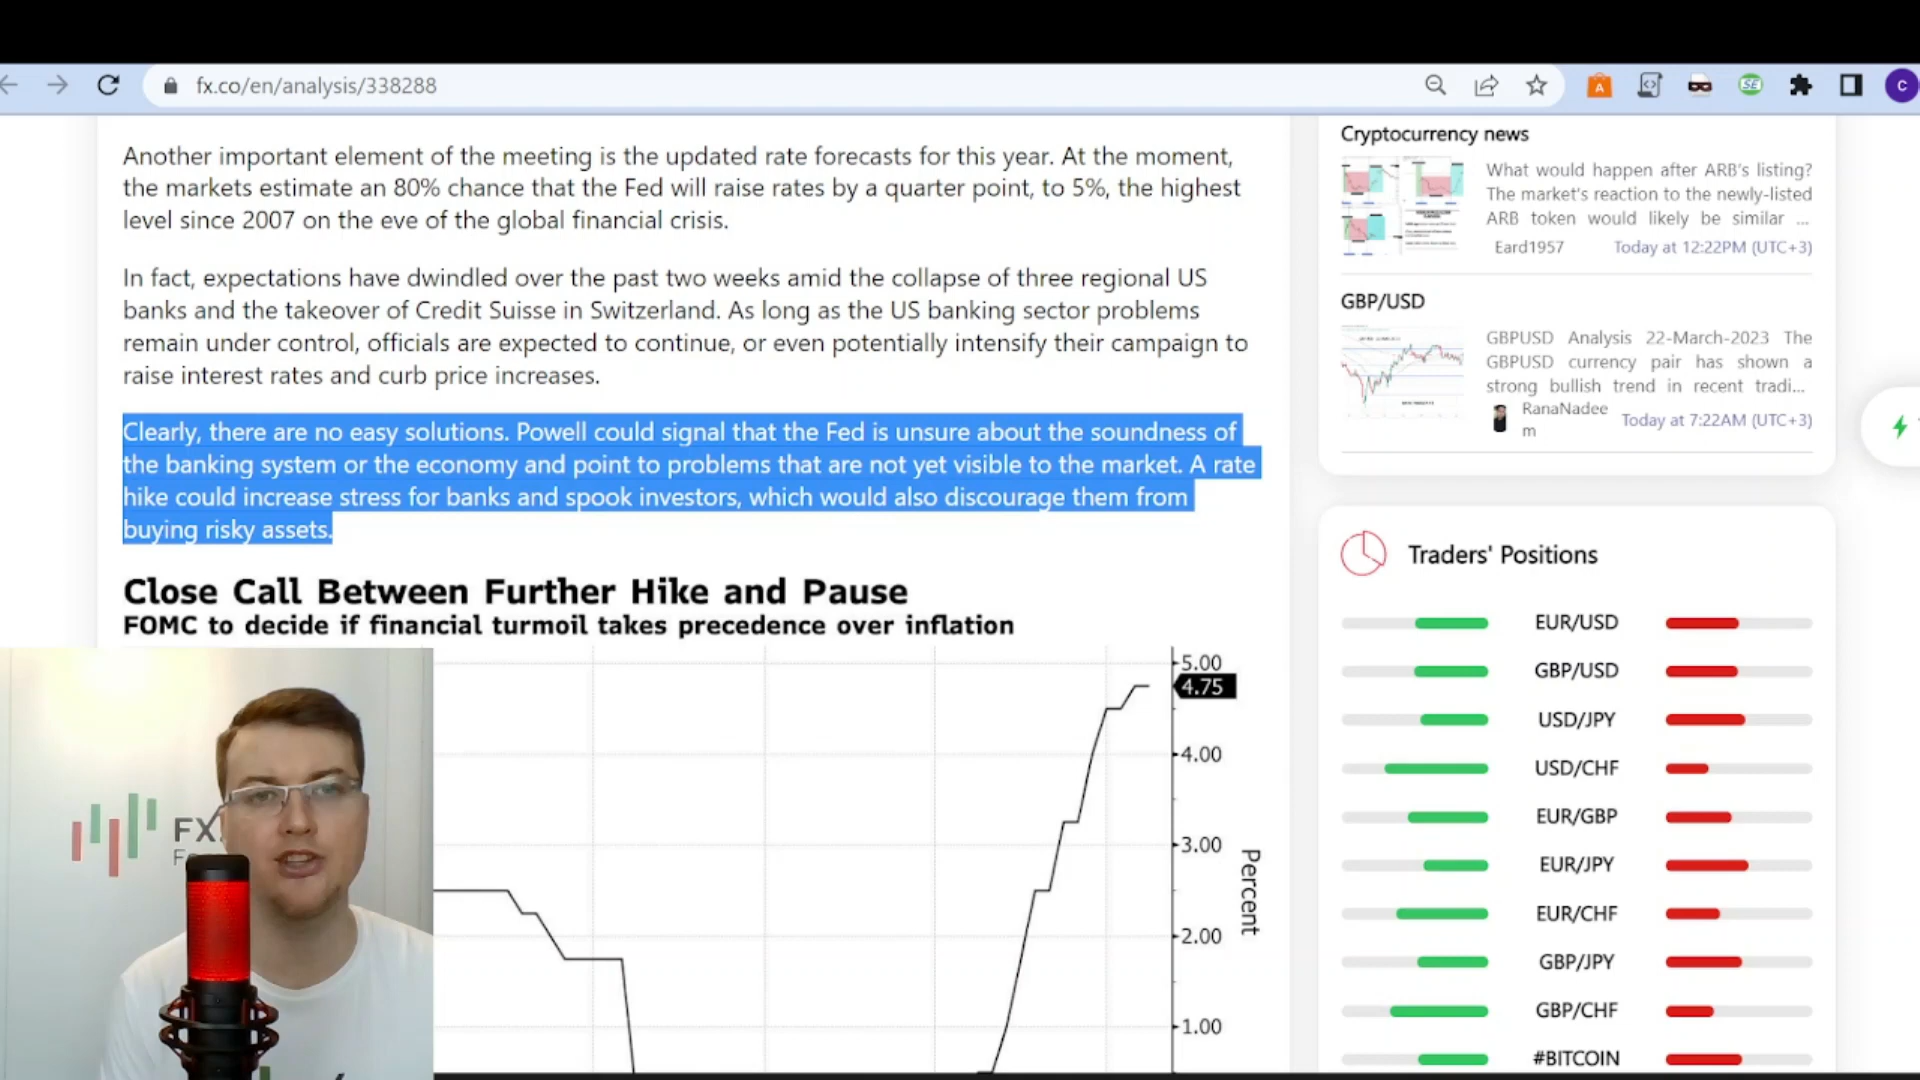 fx.co/en/analysis/338288
A
SE
C
Another important element of the meeting is the updated rate forecasts for this year. At the moment,
the markets estimate an 80% chance that the Fed will raise rates by a quarter point, to 5%, the highest
level since 2007 on the eve of the global financial crisis.
In fact, expectations have dwindled over the past two weeks amid the collapse of three regional US
banks and the takeover of Credit Suisse in Switzerland. As long as the US banking sector problems
remain under control, officials are expected to continue, or even potentially intensify their campaign to
raise interest rates and curb price increases.
Clearly, there are no easy solutions. Powell could signal that the Fed is unsure about the soundness of
the banking system or the economy and point to problems that are not yet visible to the market. A rate
hike could increase stress for banks and spook investors, which would also discourage them from
buying risky assets.
Close Call Between Further Hike and Pause
FOMC to decide if financial turmoil takes precedence over inflation
5.00
4.75
4.00
3.00
2.00
1.00
Percent
FX
Cryptocurrency news
What would happen after ARB's listing?
The market's reaction to the newly-listed
ARB token would likely be similar ...
Eard1957 Today at 12:22PM (UTC+3)
GBP/USD
GBPUSD Analysis 22-March-2023 The
GBPUSD currency pair has shown a
strong bullish trend in recent tradi...
RanaNadee
m
Today at 7:22AM (UTC+3)
Traders' Positions
EUR/USD
GBP/USD
USD/JPY
USD/CHF
EUR/GBP
EUR/JPY
EUR/CHF
GBP/JPY
GBP/CHF
#BITCOIN